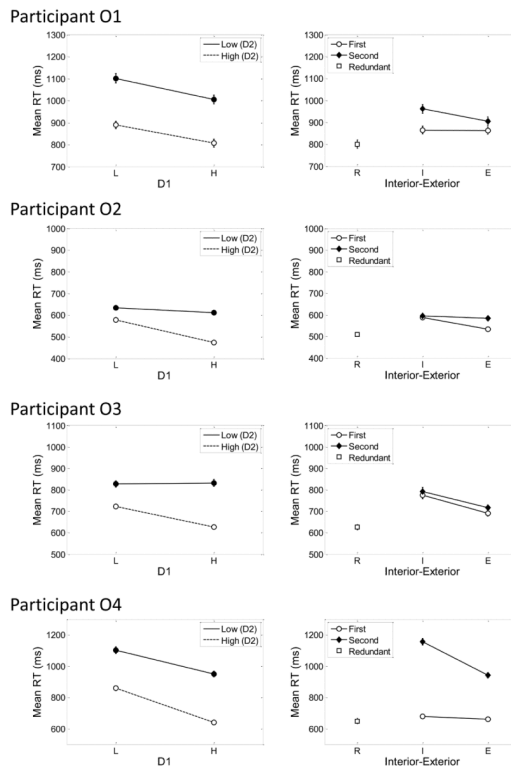 Participant O1
1300
1200
1100
1000
900
800
700
Mean RT (ms)
L
H
D1
Low (D2)
High (D2)
1300
1200
1100
1000
900
800
700
Mean RT (ms)
R
I
E
Interior-Exterior
First
Second
Redundant
Participant O2
1000
900
800
700
600
500
400
Mean RT (ms)
L
H
D1
Low (D2)
High (D2)
1000
900
800
700
600
500
400
Mean RT (ms)
R
I
E
Interior-Exterior
First
Second
Redundant
Participant O3
1100
1000
900
800
700
600
500
Mean RT (ms)
L
H
D1
Low (D2)
High (D2)
1100
1000
900
800
700
600
500
Mean RT (ms)
R
I
E
Interior-Exterior
First
Second
Redundant
Participant O4
1200
1000
800
600
Mean RT (ms)
L
H
D1
Low (D2)
High (D2)
1200
1000
800
600
Mean RT (ms)
R
I
E
Interior-Exterior
First
Second
Redundant